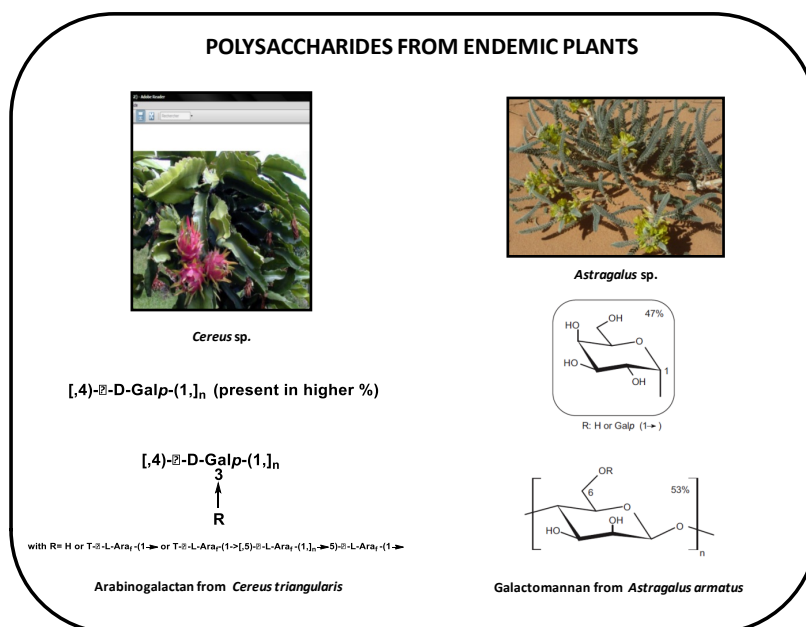 POLYSACCHARIDES FROM ENDEMIC PLANTS
- Adobe Reader
Cereus sp.
[,4)-⍰-D-Galp-(1,]n (present in higher %)
[,4)-⍰-D-Galp-(1,]n
3
R
with R= H or T-⍰-L-Araf-(1→ or T-⍰-L-Araf-(1->[,5)-⍰-L-Araf-(1,]n→5)-⍰-L-Araf-(1→
Arabinogalactan from Cereus triangularis
Astragalus sp.
47%
OH
HO
O
HO
1
OH
R: H or Galp (1→)
OR
53%
6
O
OH
HO
O
n
Galactomannan from Astragalus armatus